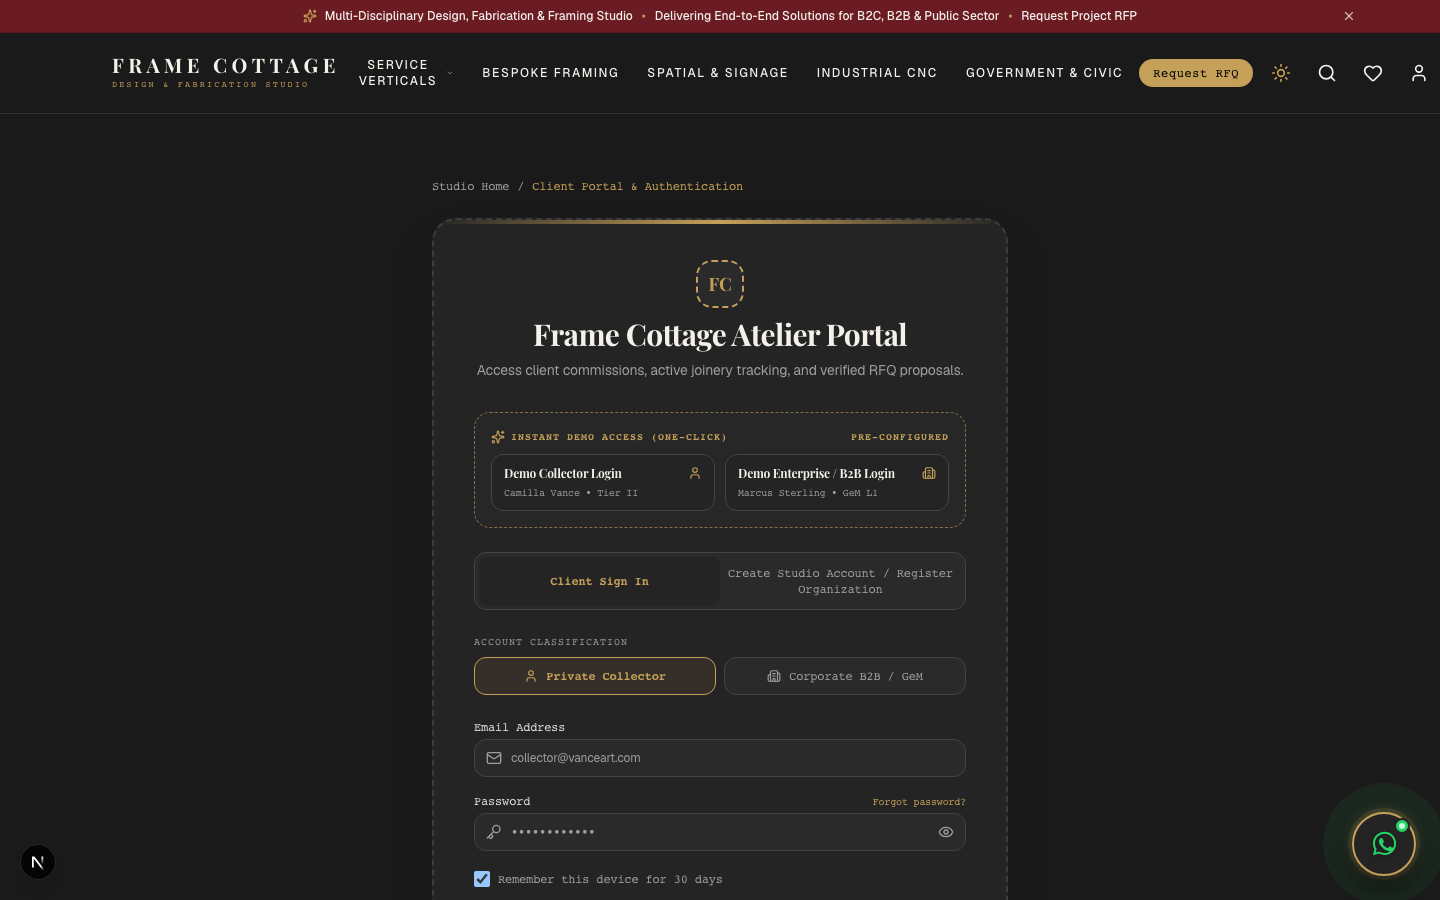 Multi-Disciplinary Design, Fabrication & Framing Studio • Delivering End-to-End Solutions for B2C, B2B & Public Sector • Request Project RFP
FRAME COTTAGE
DESIGN & FABRICATION STUDIO
SERVICE VERTICALS
BESPOKE FRAMING
SPATIAL & SIGNAGE
INDUSTRIAL CNC
GOVERNMENT & CIVIC
Request RFQ
Studio Home / Client Portal & Authentication
FC
Frame Cottage Atelier Portal
Access client commissions, active joinery tracking, and verified RFQ proposals.
INSTANT DEMO ACCESS (ONE-CLICK)
PRE-CONFIGURED
Demo Collector Login
Camilla Vance • Tier II
Demo Enterprise / B2B Login
Marcus Sterling • GeM L1
Client Sign In
Create Studio Account / Register
Organization
ACCOUNT CLASSIFICATION
Private Collector
Corporate B2B / GeM
Email Address
collector@vanceart.com
Password
Forgot password?
••••••••••••
Remember this device for 30 days
N